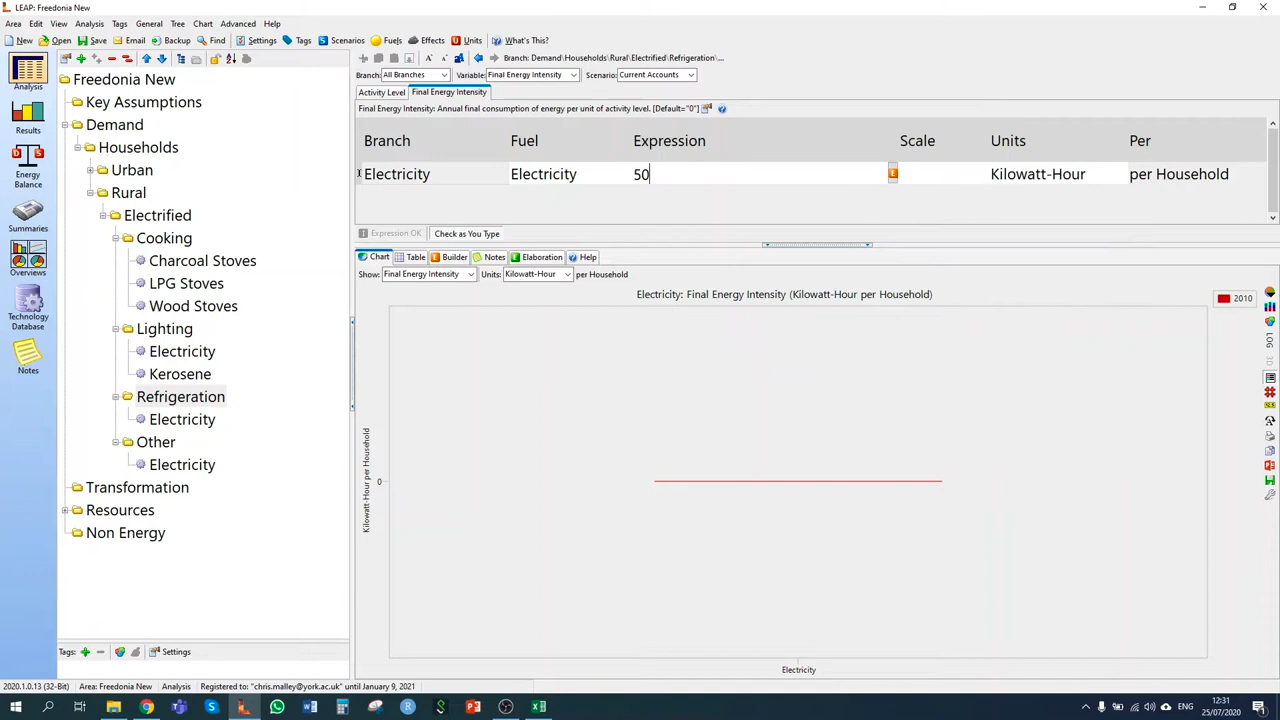 LEAP: Freedonia New
Area Edit View Analysis Tags General Tree Chart Advanced Help
New Open Save Email Backup Find Settings Tags Scenarios Fuels Effects Units What's This?
Analysis
Results
Energy Balance
Summaries
Overviews
Technology Database
Notes
Freedonia New
Key Assumptions
Demand
Households
Urban
Rural
Electrified
Cooking
Charcoal Stoves
LPG Stoves
Wood Stoves
Lighting
Electricity
Kerosene
Refrigeration
Electricity
Other
Electricity
Transformation
Resources
Non Energy
Tags: Settings
Branch: Demand\Households\Rural\Electrified\Refrigeration\...
Branch: All Branches Variable: Final Energy Intensity Scenario: Current Accounts
Activity Level Final Energy Intensity
Final Energy Intensity: Annual final consumption of energy per unit of activity level. [Default="0"]
Branch Fuel Expression Scale Units Per
Electricity Electricity 50 E Kilowatt-Hour per Household
Expression OK Check as You Type
Chart Table Builder Notes Elaboration Help
Show: Final Energy Intensity Units: Kilowatt-Hour per Household
Electricity: Final Energy Intensity (Kilowatt-Hour per Household)
2010
LOG
Kilowatt-Hour per Household
0
Electricity
2020.1.0.13 (32-Bit) Area: Freedonia New Analysis Registered to: "chris.malley@york.ac.uk" until January 9, 2021
12:31
25/07/2020